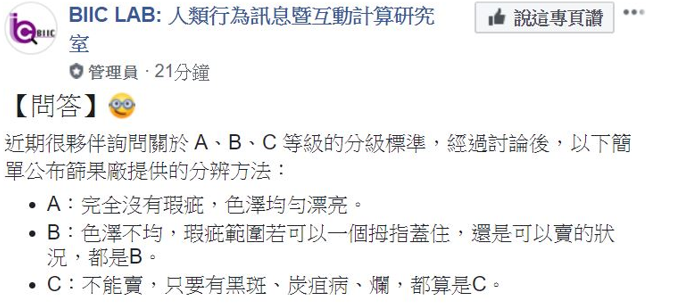 BIIC
BIIC LAB: 人類行為訊息暨互動計算研究
室
管理員 · 21分鐘
說這專頁讚
【問答】
近期很夥伴詢問關於 A、B、C 等級的分級標準,經過討論後,以下簡
單公布篩果廠提供的分辨方法:
• A:完全沒有瑕疵,色澤均勻漂亮。
• B:色澤不均,瑕疵範圍若可以一個拇指蓋住,還是可以賣的狀
況,都是B。
• C:不能賣,只要有黑斑、炭疽病、爛,都算是C。